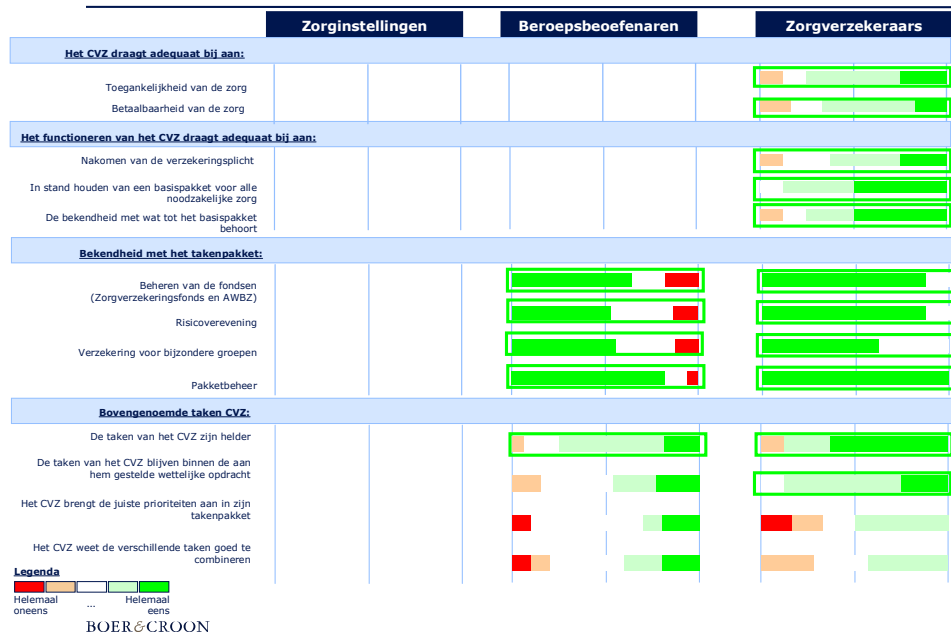 Zorginstellingen
Beroepsbeoefenaren
Zorgverzekeraars
Het CVZ draagt adequaat bij aan:
Toegankelijkheid van de zorg
Betaalbaarheid van de zorg
Het functioneren van het CVZ draagt adequaat bij aan:
Nakomen van de verzekeringsplicht
In stand houden van een basispakket voor alle
noodzakelijke zorg
De bekendheid met wat tot het basispakket
behoort
Bekendheid met het takenpakket:
Beheren van de fondsen
(Zorgverzekeringsfonds en AWBZ)
Risicoverevening
Verzekering voor bijzondere groepen
Pakketbeheer
Bovengenoemde taken CVZ:
De taken van het CVZ zijn helder
De taken van het CVZ blijven binnen de aan
hem gestelde wettelijke opdracht
Het CVZ brengt de juiste prioriteiten aan in zijn
takenpakket
Het CVZ weet de verschillende taken goed te
combineren
Legenda
Helemaal
oneens
...
Helemaal
eens
BOER&CROON